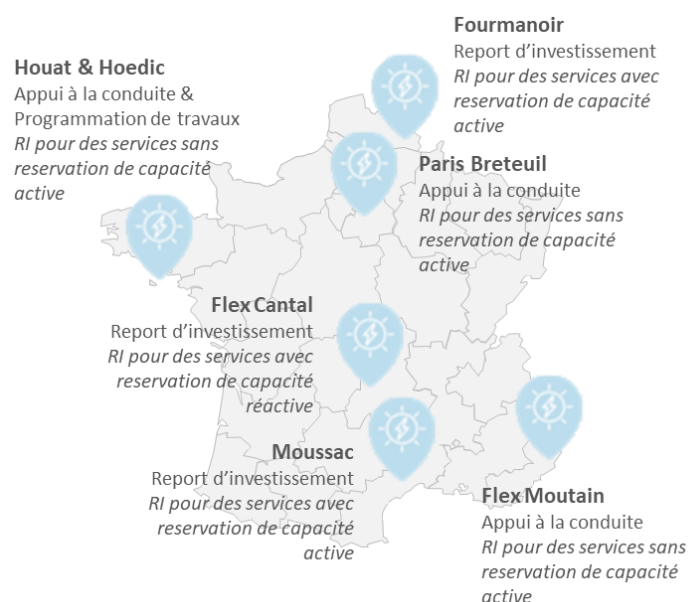 Fourmanoir
Report d’investissement
RI pour des services avec
reservation de capacité
active
Houat & Hoedic
Appui à la conduite &
Programmation de travaux
RI pour des services sans
reservation de capacité
active
Paris Breteuil
Appui à la conduite
RI pour des services sans
reservation de capacité
active
Flex Cantal
Report d’investissement
RI pour des services avec
reservation de capacité
réactive
Moussac
Report d’investissement
RI pour des services avec
reservation de capacité
active
Flex Moutain
Appui à la conduite
RI pour des services sans
reservation de capacité
active